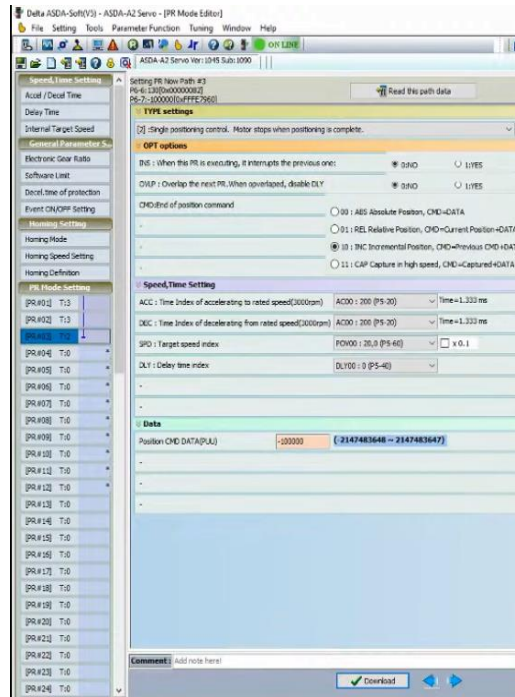 Delta ASDA-Soft(V5) - ASDA-A2 Servo - [PR Mode Editor]
File Setting Tools Parameter Function Tuning Window Help
ON LINE
ASDA-A2 Servo Ver:1045 Sub:1090
Speed,Time Setting
Accel / Decel Time
Delay Time
Internal Target Speed
General Parameter S...
Electronic Gear Ratio
Software Limit
Decel.time of protection
Event ON/OFF Setting
Homing Setting
Homing Mode
Homing Speed Setting
Homing Definition
PR Mode Setting
[PR#01] T:3
[PR#02] T:3
[PR#04] T:0
[PR#05] T:0
[PR#06] T:0
[PR#07] T:0
[PR#08] T:0
[PR#09] T:0
[PR#10] T:0
[PR#11] T:0
[PR#12] T:0
[PR#13] T:0
[PR#14] T:0
[PR#15] T:0
[PR#16] T:0
[PR#17] T:0
[PR#18] T:0
[PR#19] T:0
[PR#20] T:0
[PR#21] T:0
[PR#22] T:0
[PR#23] T:0
[PR#24] T:0
Setting PR Now Path #3
P6-6: 130[0x00000082]
P6-7:-100000[0xFFFE7960]
Read this path data
TYPE settings
[2] :Single positioning control. Motor stops when positioning is complete.
OPT options
INS : When this PR is executing, it interrupts the previous one: 0:NO 1:YES
OVLP : Overlap the next PR.When opverlaped, disable DLY 0:NO 1:YES
CMD:End of position command
00 : ABS Absolute Position, CMD=DATA
01 : REL Relative Position, CMD=Current Position+DATA
10 : INC Incremental Position, CMD=Previous CMD+DAT
11 : CAP Capture in high speed, CMD=Captured+DATA
Speed,Time Setting
ACC : Time Index of accelerating to rated speed(3000rpm) AC00 : 200 (P5-20) Time=1.333 ms
DEC : Time Index of decelerating from rated speed(3000rpm) AC00 : 200 (P5-20) Time=1.333 ms
SPD : Target speed index POV00 : 20.0 (P5-60) x 0.1
DLY : Delay time index DLY00 : 0 (P5-40)
Data
Position CMD DATA(PUU) -100000 (-2147483648 ~ 2147483647)
Comment : Add note here!
Download